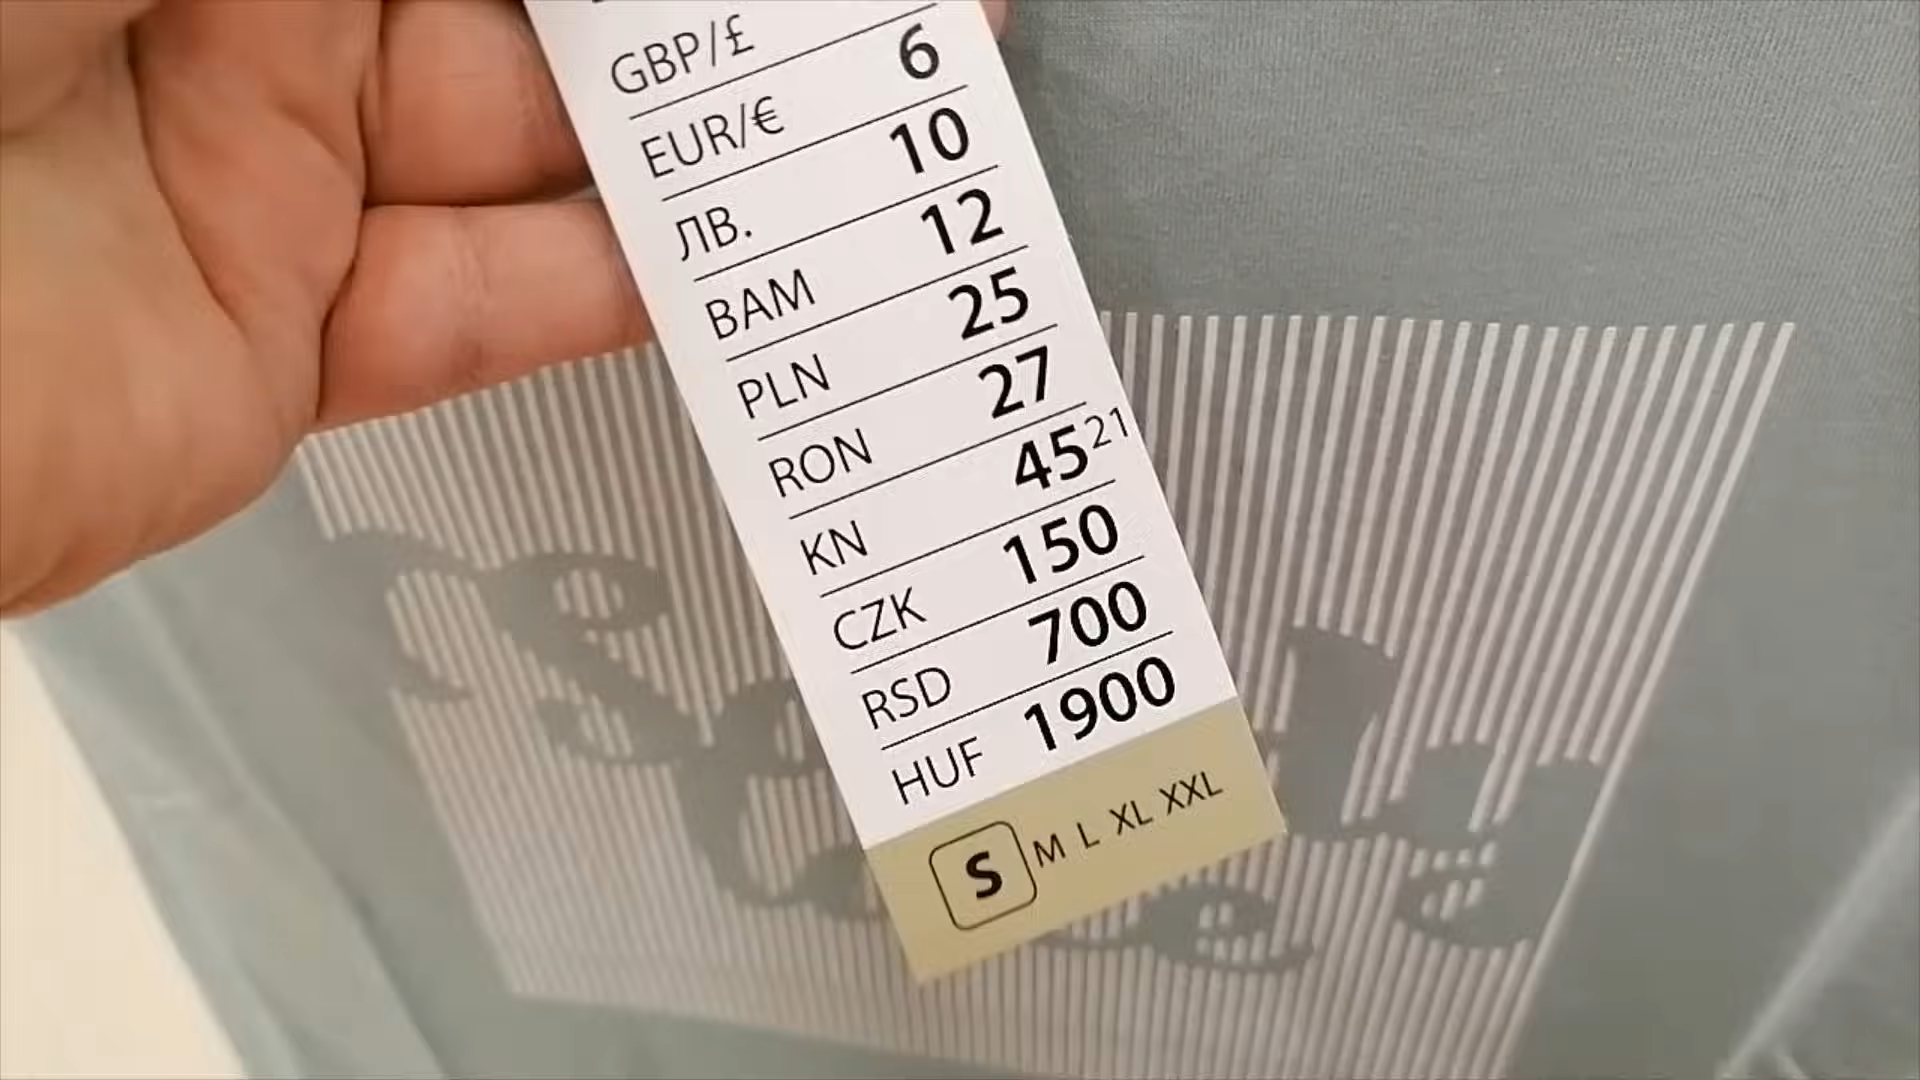 GBP/£
EUR/€ 6
ЛВ. 10
BAM 12
PLN 25
RON 27
KN 45²¹
CZK 150
RSD 700
HUF 1900
S M L XL XXL